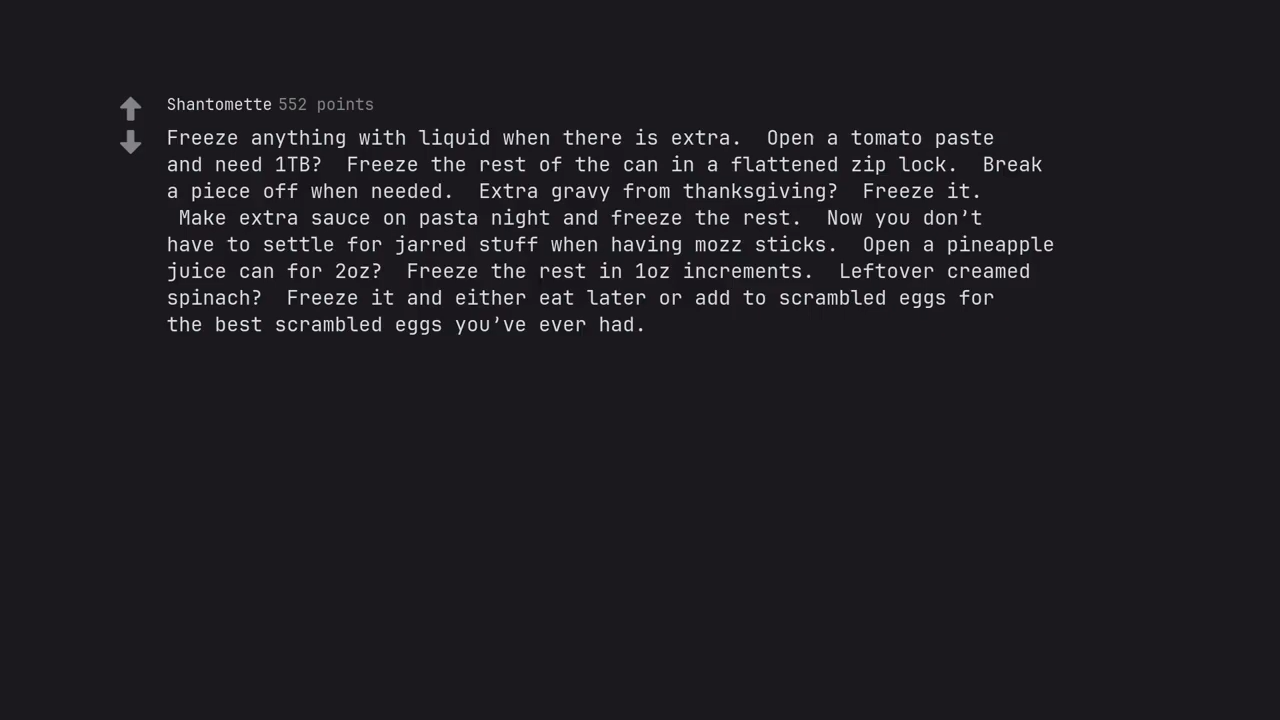 Shantomette 552 points
Freeze anything with liquid when there is extra.  Open a tomato paste
and need 1TB?  Freeze the rest of the can in a flattened zip lock.  Break
a piece off when needed.  Extra gravy from thanksgiving?  Freeze it.
 Make extra sauce on pasta night and freeze the rest.  Now you don’t
have to settle for jarred stuff when having mozz sticks.  Open a pineapple
juice can for 2oz?  Freeze the rest in 1oz increments.  Leftover creamed
spinach?  Freeze it and either eat later or add to scrambled eggs for
the best scrambled eggs you’ve ever had.